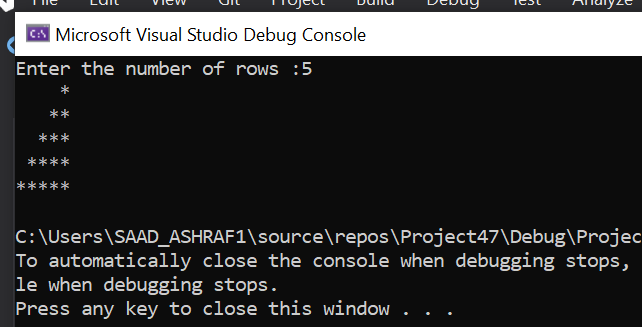 File Edit View Git Project Build Debug Test Analyze
C:\ Microsoft Visual Studio Debug Console
Enter the number of rows :5
    *
   **
  ***
 ****
*****
C:\Users\SAAD_ASHRAF1\source\repos\Project47\Debug\Projec
To automatically close the console when debugging stops,
le when debugging stops.
Press any key to close this window . . .